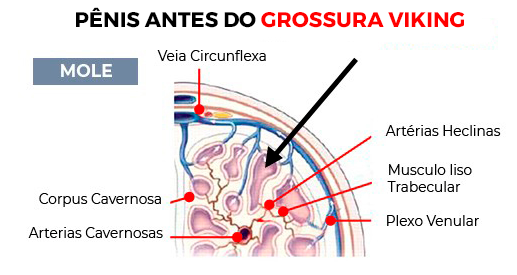 PÊNIS ANTES DO GROSSURA VIKING
Veia Circunflexa
MOLE
Artérias Heclinas
Musculo liso
Trabecular
Corpus Cavernosa
Plexo Venular
Arterias Cavernosas